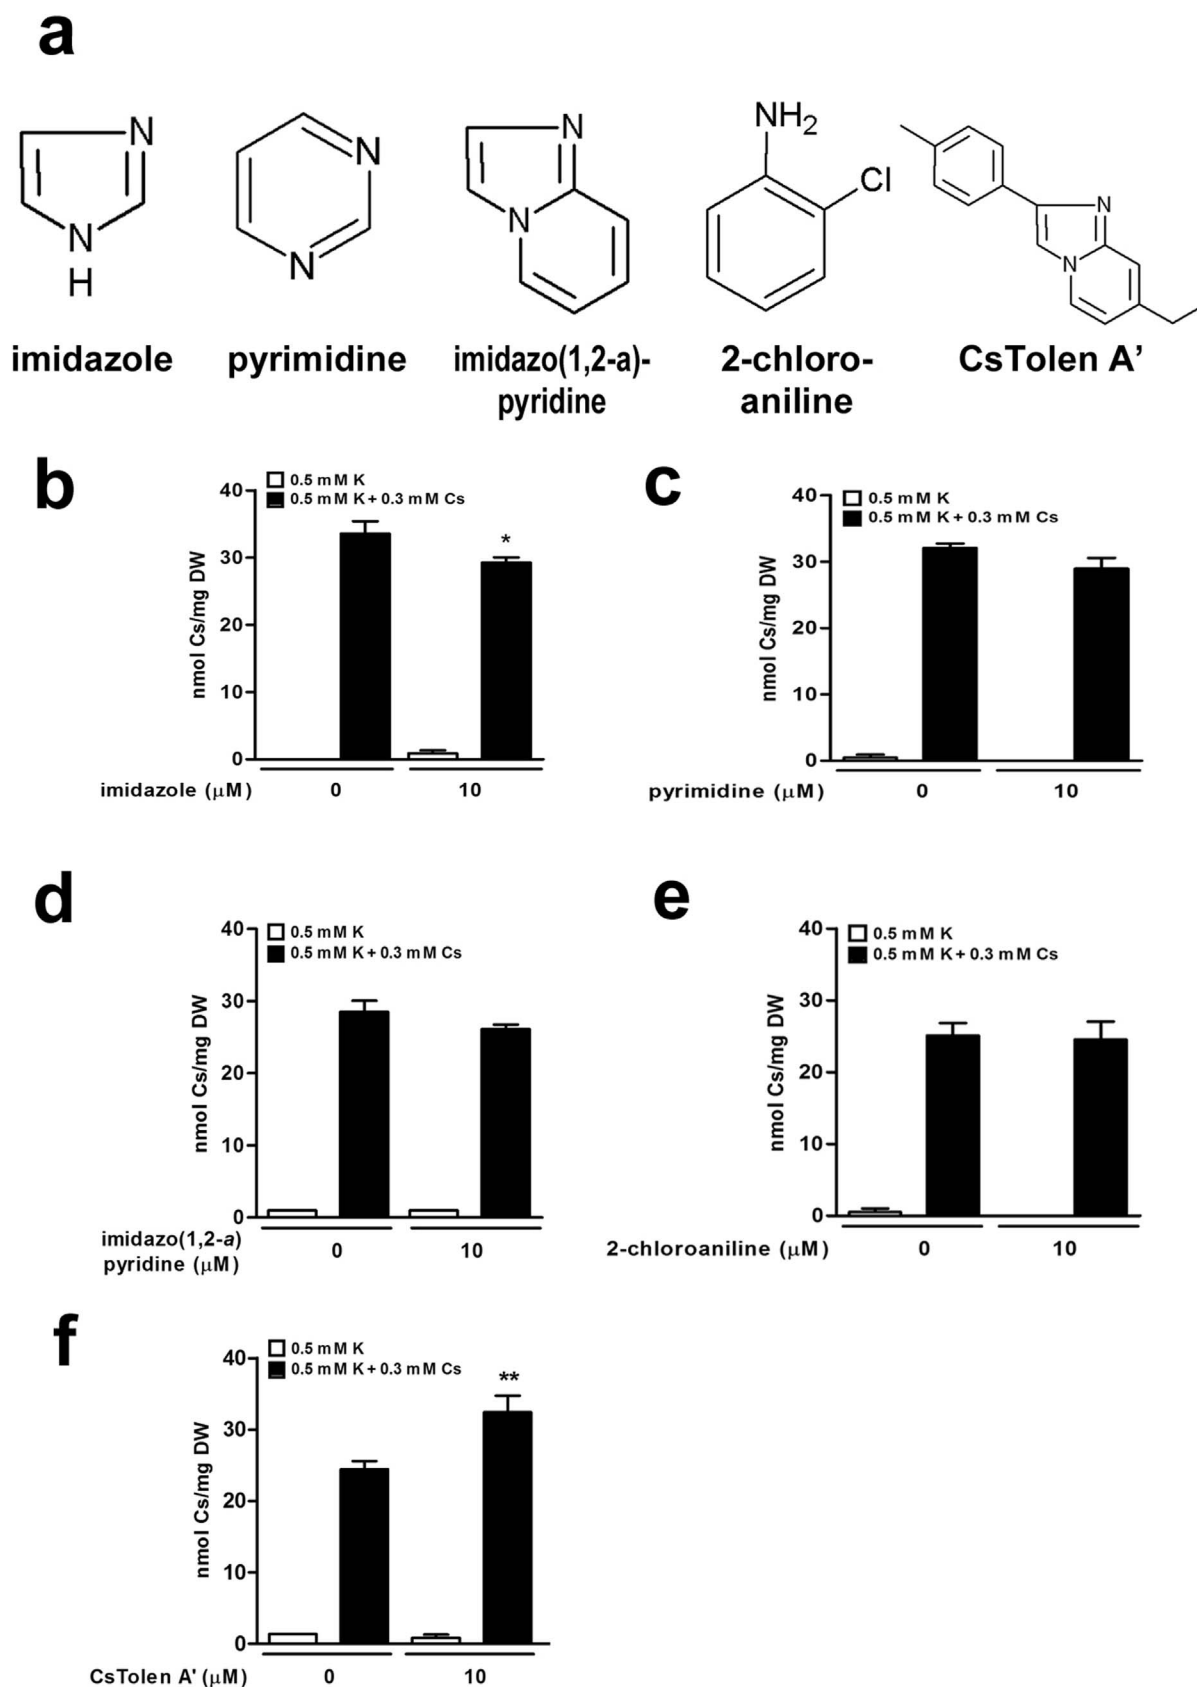 a
N
N
H
N
N
N
N
NH2
Cl
N
N
imidazole
pyrimidine
imidazo(1,2-a)-
pyridine
2-chloro-
aniline
CsTolen A’
b
0.5 mM K
0.5 mM K + 0.3 mM Cs
40
30
20
10
0
nmol Cs/mg DW
*
imidazole (μM)
0
10
c
0.5 mM K
0.5 mM K + 0.3 mM Cs
40
30
20
10
0
nmol Cs/mg DW
pyrimidine (μM)
0
10
d
0.5 mM K
0.5 mM K + 0.3 mM Cs
40
30
20
10
0
nmol Cs/mg DW
imidazo(1,2-a)
pyridine (μM)
0
10
e
0.5 mM K
0.5 mM K + 0.3 mM Cs
40
30
20
10
0
nmol Cs/mg DW
2-chloroaniline (μM)
0
10
f
0.5 mM K
0.5 mM K + 0.3 mM Cs
40
30
20
10
0
nmol Cs/mg DW
**
CsTolen A' (μM)
0
10